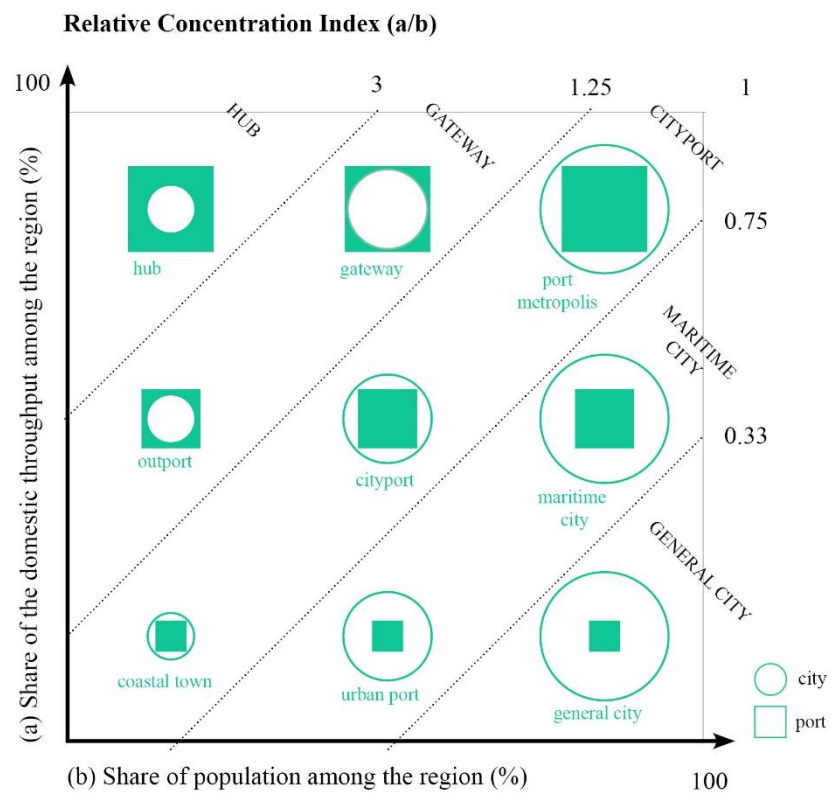 Relative Concentration Index (a/b)
100
3
1.25
1
HUB
GATEWAY
CITYPORT
hub
gateway
port
metropolis
0.75
MARITIME
CITY
outport
cityport
maritime
city
0.33
GENERAL CITY
coastal town
urban port
general city
city
port
(a) Share of the domestic throughput among the region (%)
(b) Share of population among the region (%)
100